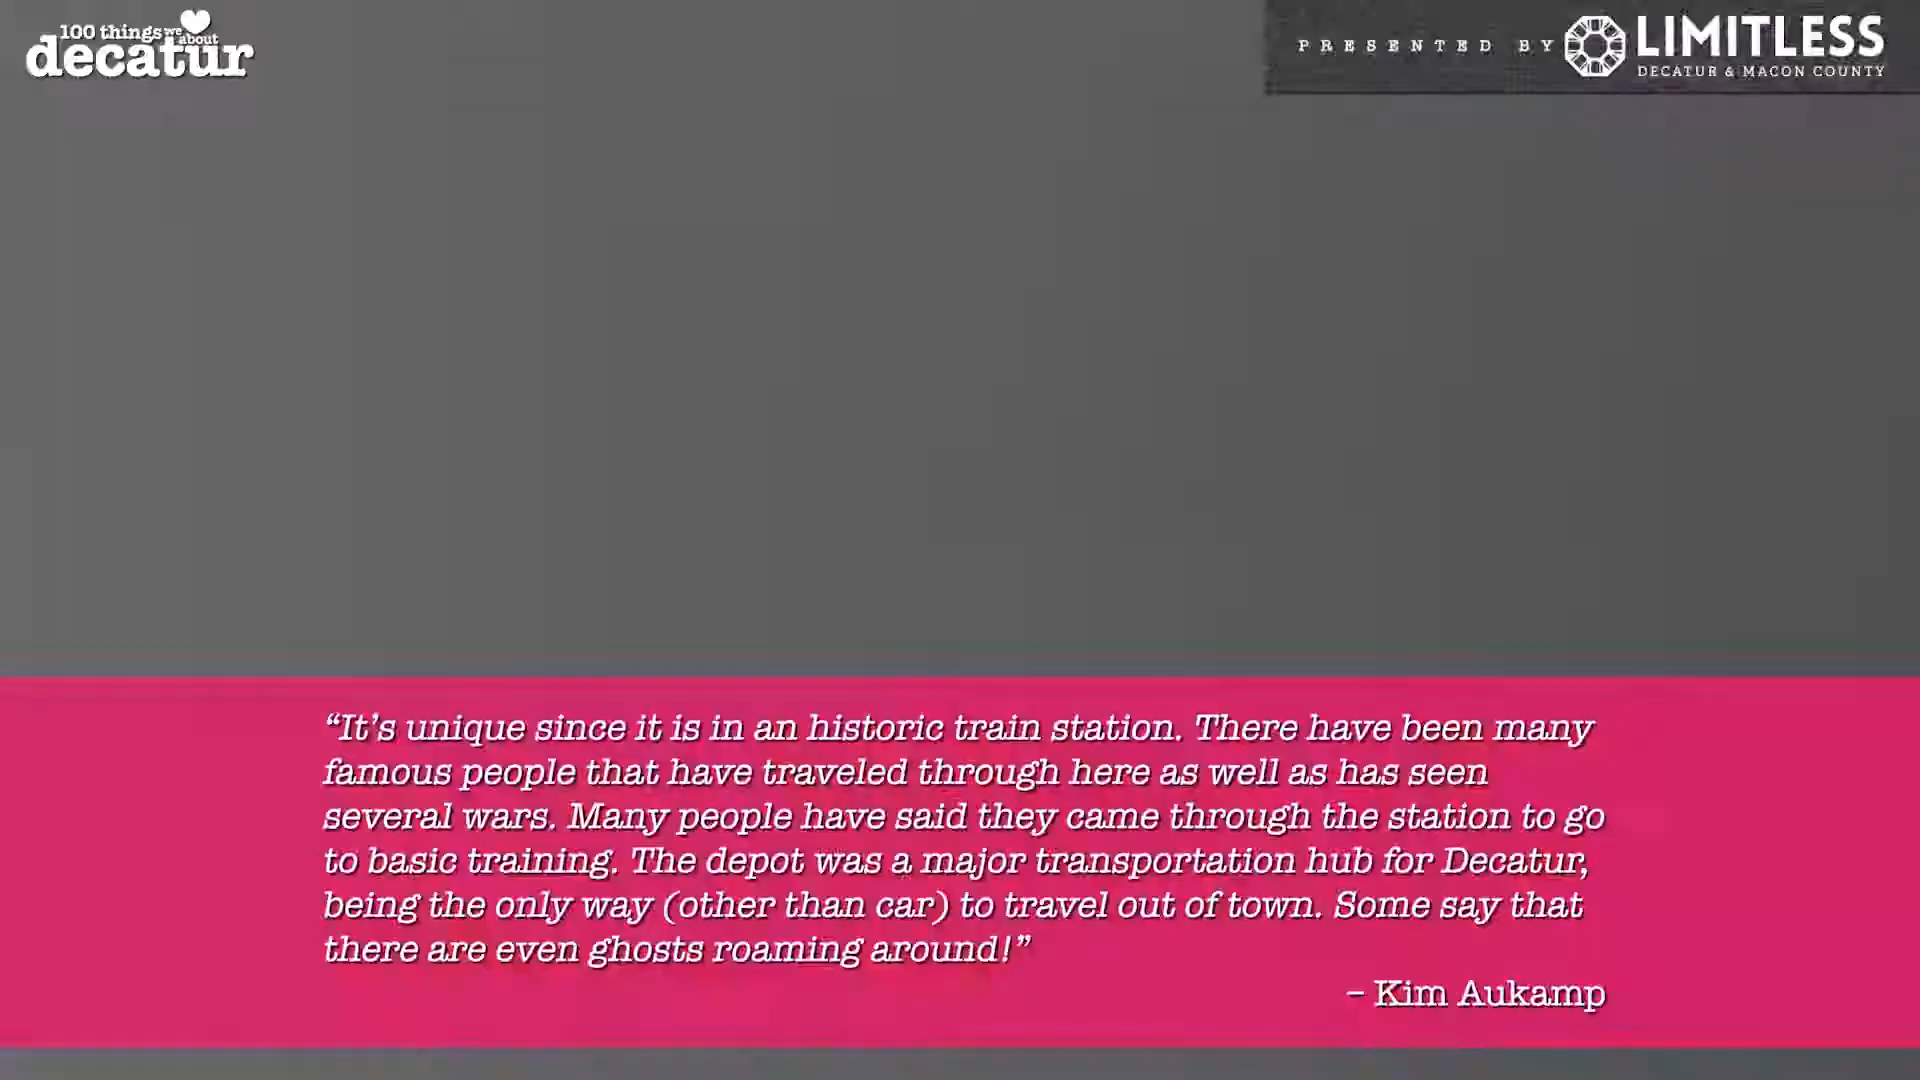 100 things we about
decatur
PRESENTED BY
LIMITLESS
DECATUR & MACON COUNTY
“It’s unique since it is in an historic train station. There have been many
famous people that have traveled through here as well as has seen
several wars. Many people have said they came through the station to go
to basic training. The depot was a major transportation hub for Decatur,
being the only way (other than car) to travel out of town. Some say that
there are even ghosts roaming around!”
– Kim Aukamp